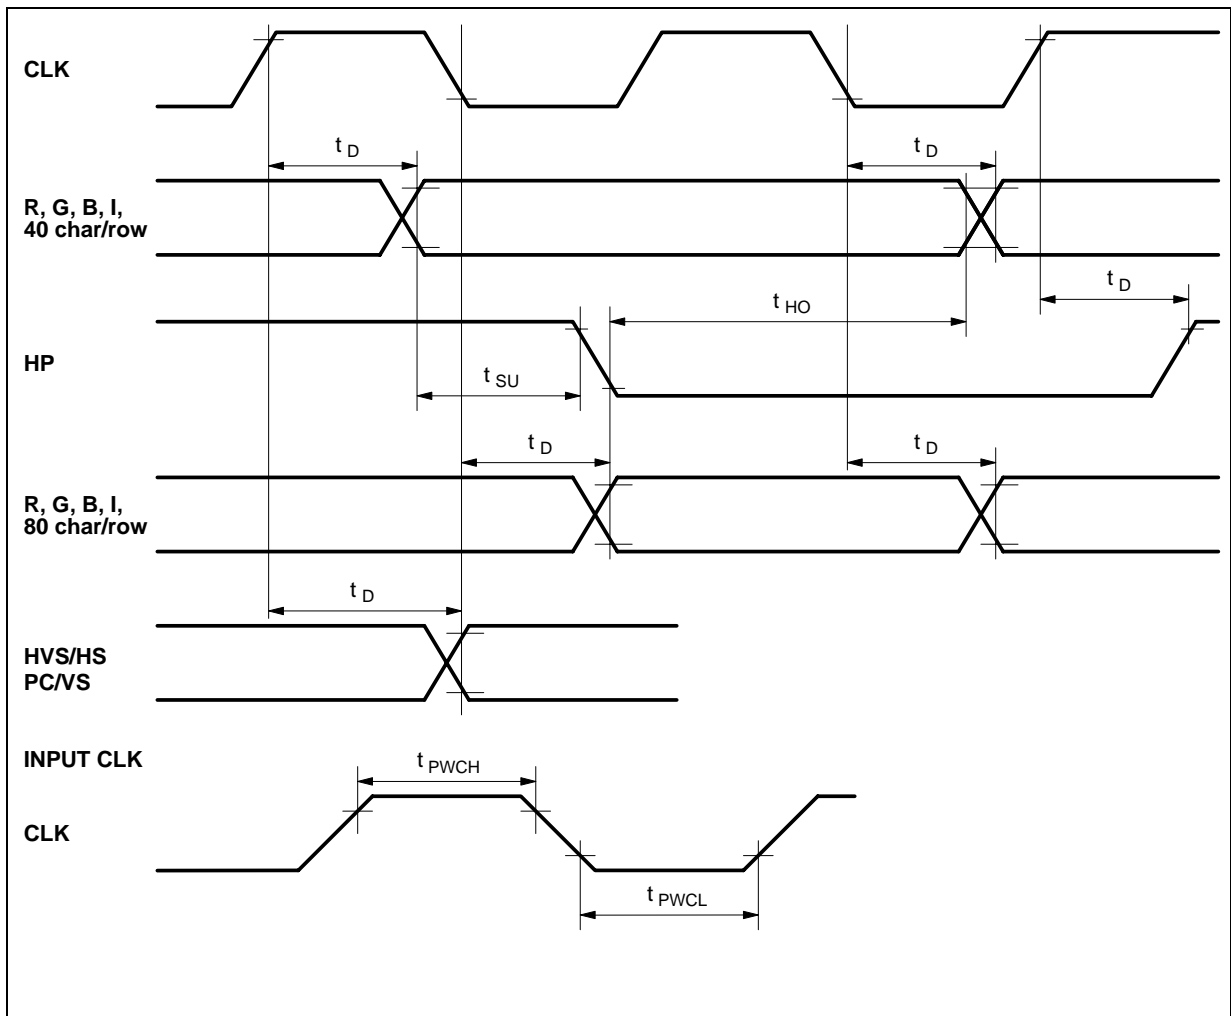 CLK
t D
t D
R, G, B, I,
40 char/row
t D
t HO
HP
t SU
t D
t D
R, G, B, I,
80 char/row
t D
HVS/HS
PC/VS
INPUT CLK
t PWCH
CLK
t PWCL